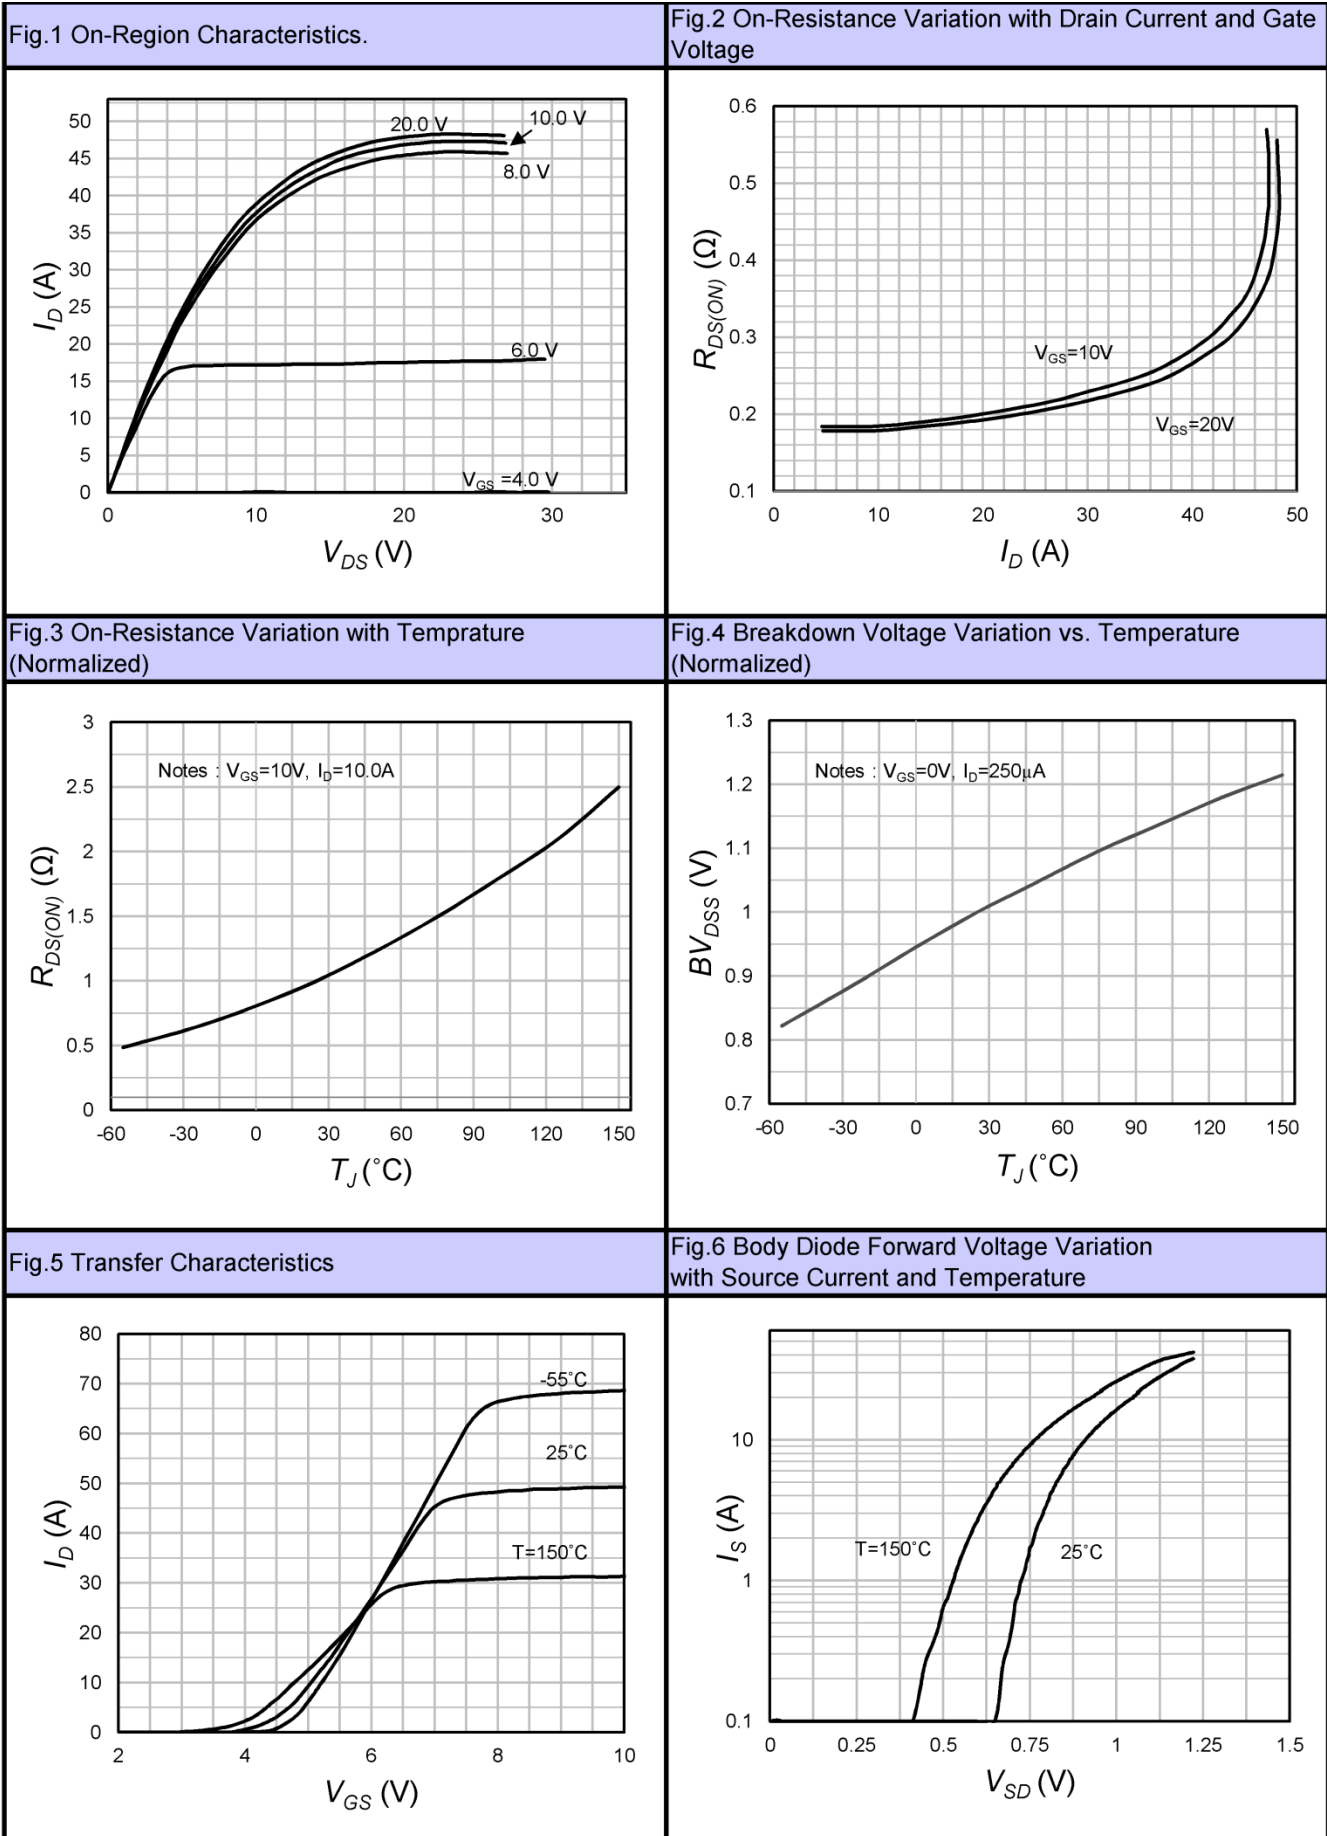 Fig.1 On-Region Characteristics.
Fig.2 On-Resistance Variation with Drain Current and Gate
Voltage
50
45
40
35
30
25
20
15
10
5
0
I_D (A)
20.0 V
10.0 V
8.0 V
6.0 V
V_GS =4.0 V
0 10 20 30
V_DS (V)
0.6
0.5
0.4
0.3
0.2
0.1
R_DS(ON) (Ω)
V_GS=10V
V_GS=20V
0 10 20 30 40 50
I_D (A)
Fig.3 On-Resistance Variation with Temprature
(Normalized)
Fig.4 Breakdown Voltage Variation vs. Temperature
(Normalized)
3
2.5
2
1.5
1
0.5
0
R_DS(ON) (Ω)
Notes : V_GS=10V, I_D=10.0A
-60 -30 0 30 60 90 120 150
T_J (˚C)
1.3
1.2
1.1
1
0.9
0.8
0.7
BV_DSS (V)
Notes : V_GS=0V, I_D=250μA
-60 -30 0 30 60 90 120 150
T_J (˚C)
Fig.5 Transfer Characteristics
Fig.6 Body Diode Forward Voltage Variation
with Source Current and Temperature
80
70
60
50
40
30
20
10
0
I_D (A)
-55˚C
25˚C
T=150˚C
2 4 6 8 10
V_GS (V)
10
1
0.1
I_S (A)
T=150˚C
25˚C
0 0.25 0.5 0.75 1 1.25 1.5
V_SD (V)